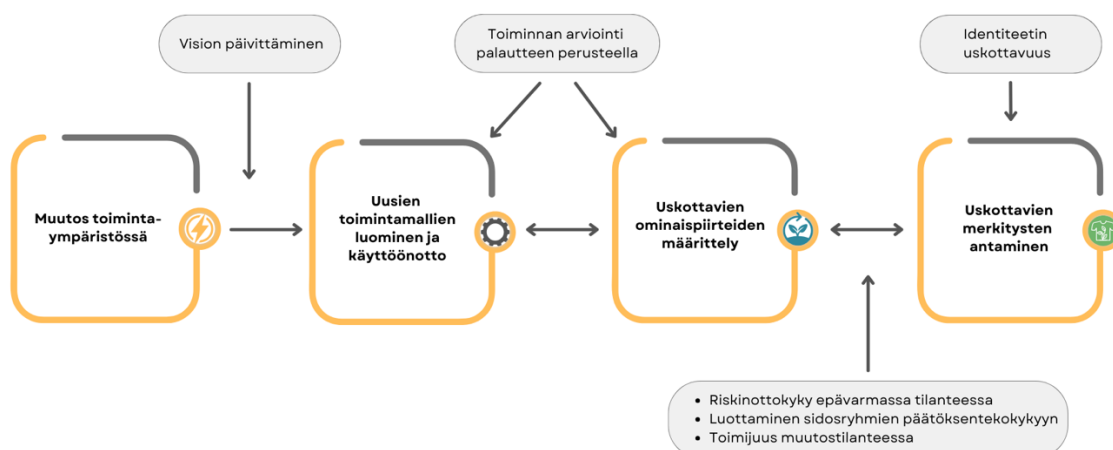 Vision päivittäminen
Toiminnan arviointi
palautteen perusteella
Identiteetin
uskottavuus
Muutos toiminta-
ympäristössä
Uusien
toimintamallien
luominen ja
käyttöönotto
Uskottavien
ominaispiirteiden
määrittely
Uskottavien
merkitysten
antaminen
• Riskinottokyky epävarmassa tilanteessa
• Luottaminen sidosryhmien päätöksentekokykyyn
• Toimijuus muutostilanteessa